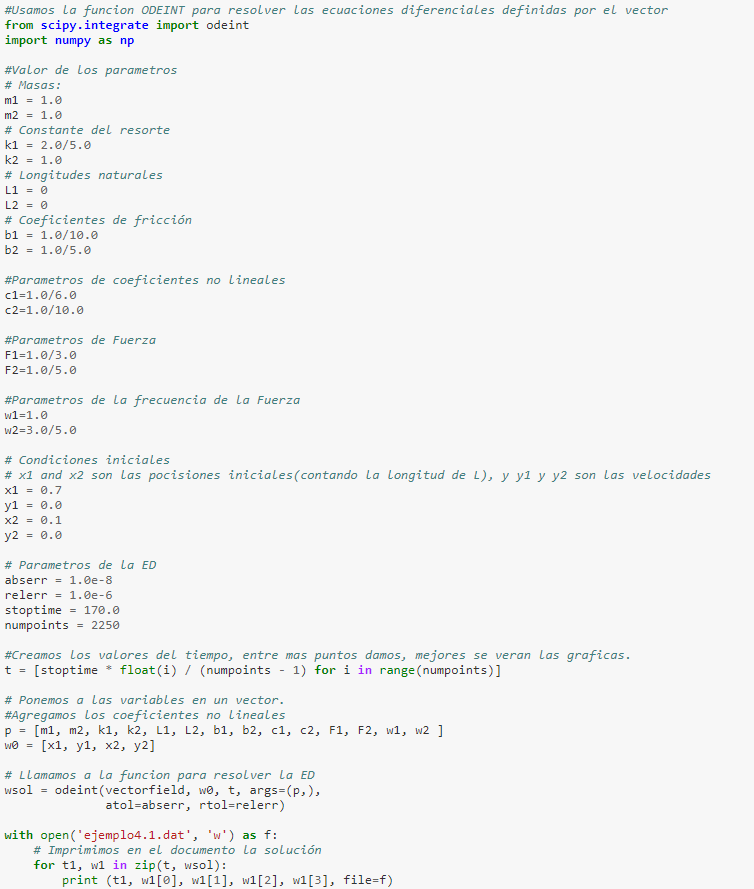 #Usamos la funcion ODEINT para resolver las ecuaciones diferenciales definidas por el vector
from scipy.integrate import odeint
import numpy as np

#Valor de los parametros
# Masas:
m1 = 1.0
m2 = 1.0
# Constante del resorte
k1 = 2.0/5.0
k2 = 1.0
# Longitudes naturales
L1 = 0
L2 = 0
# Coeficientes de fricción
b1 = 1.0/10.0
b2 = 1.0/5.0

#Parametros de coeficientes no lineales
c1=1.0/6.0
c2=1.0/10.0

#Parametros de Fuerza
F1=1.0/3.0
F2=1.0/5.0

#Parametros de la frecuencia de la Fuerza
w1=1.0
w2=3.0/5.0

# Condiciones iniciales
# x1 and x2 son las pocisiones iniciales(contando la longitud de L), y y1 y y2 son las velocidades
x1 = 0.7
y1 = 0.0
x2 = 0.1
y2 = 0.0

# Parametros de la ED
abserr = 1.0e-8
relerr = 1.0e-6
stoptime = 170.0
numpoints = 2250

#Creamos los valores del tiempo, entre mas puntos damos, mejores se veran las graficas.
t = [stoptime * float(i) / (numpoints - 1) for i in range(numpoints)]

# Ponemos a las variables en un vector.
#Agregamos los coeficientes no lineales
p = [m1, m2, k1, k2, L1, L2, b1, b2, c1, c2, F1, F2, w1, w2 ]
w0 = [x1, y1, x2, y2]

# Llamamos a la funcion para resolver la ED
wsol = odeint(vectorfield, w0, t, args=(p,),
              atol=abserr, rtol=relerr)

with open('ejemplo4.1.dat', 'w') as f:
    # Imprimimos en el documento la solución
    for t1, w1 in zip(t, wsol):
        print (t1, w1[0], w1[1], w1[2], w1[3], file=f)